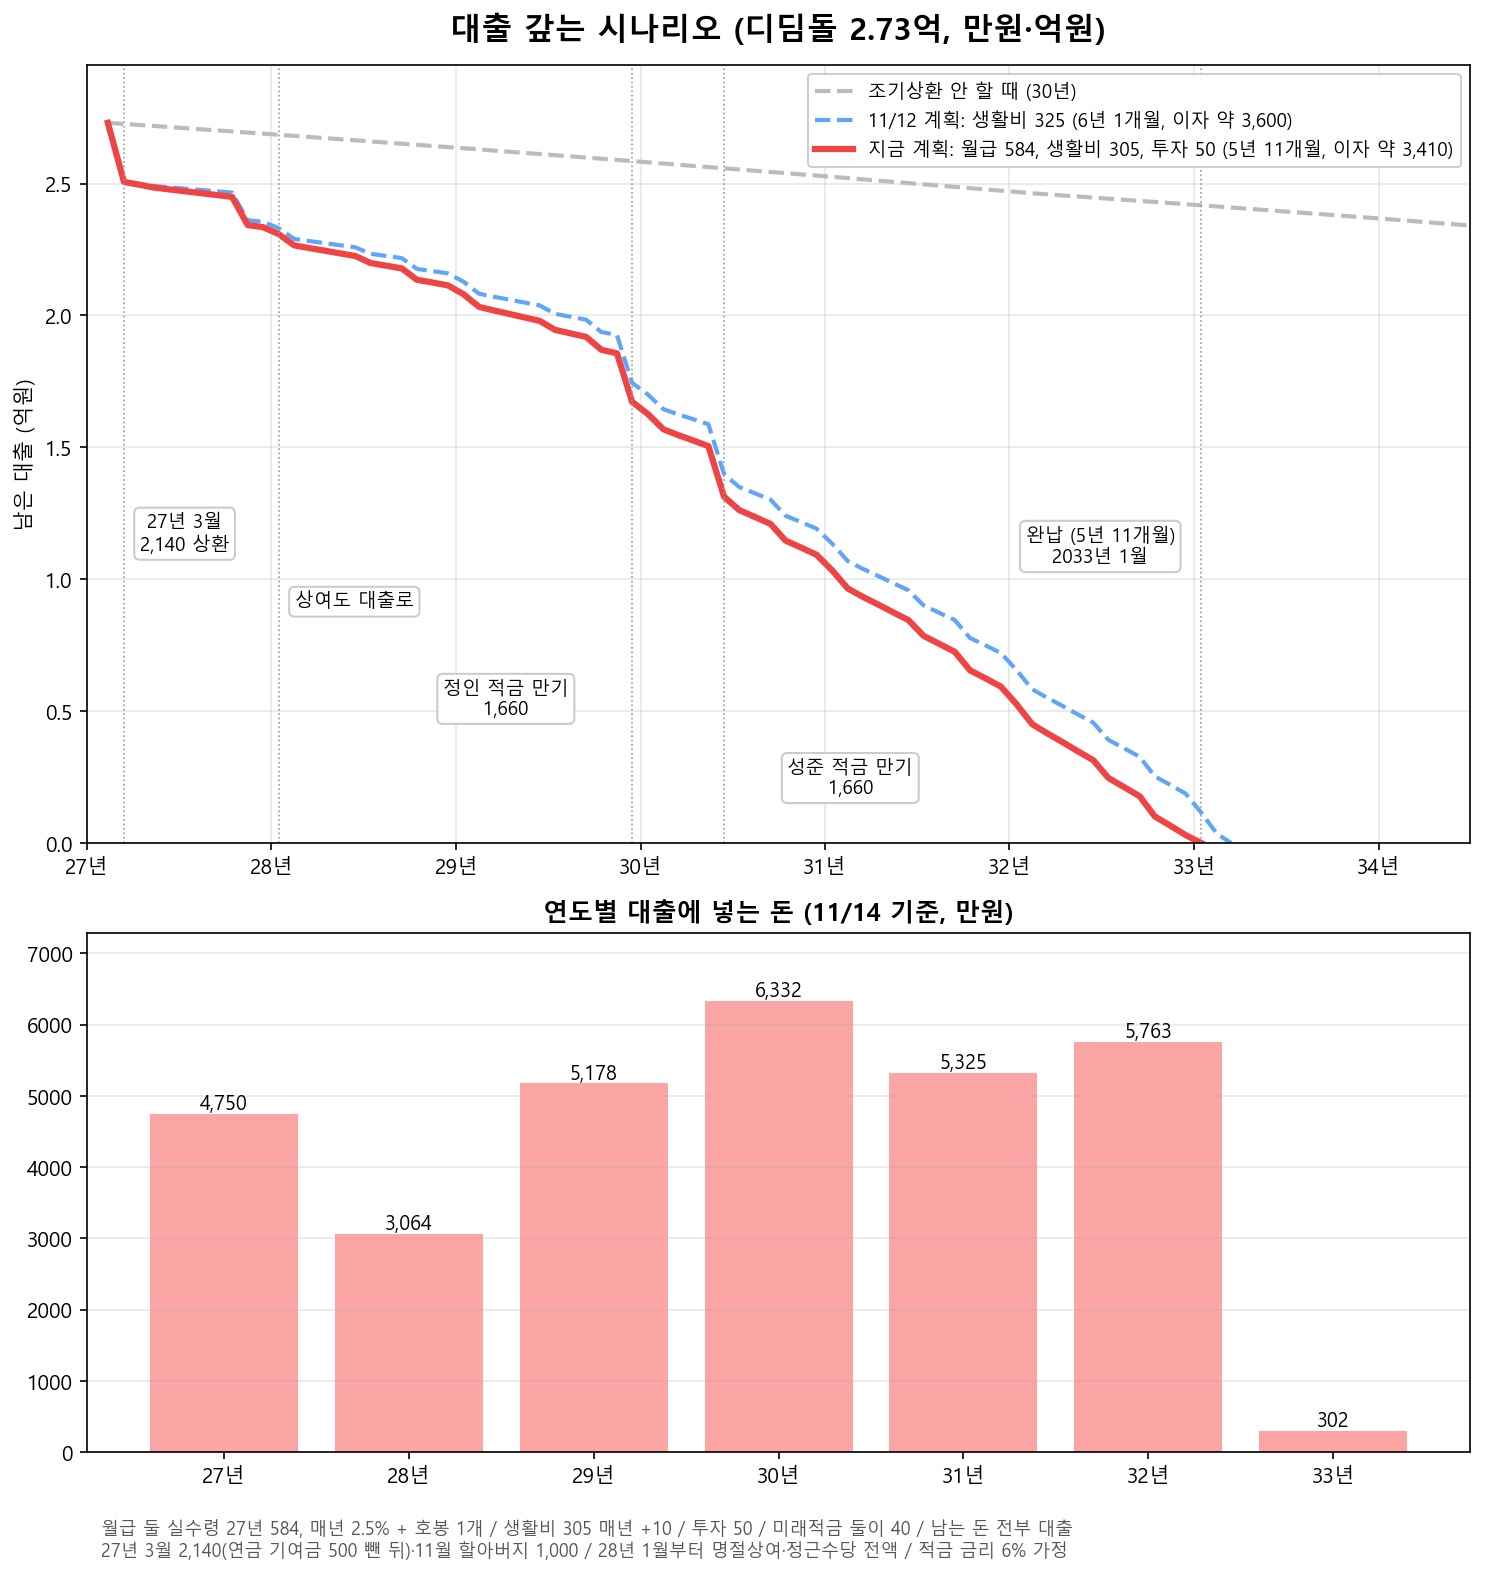 대출 갚는 시나리오 (디딤돌 2.73억, 만원·억원)
조기상환 안 할 때 (30년)
11/12 계획: 생활비 325 (6년 1개월, 이자 약 3,600)
지금 계획: 월급 584, 생활비 305, 투자 50 (5년 11개월, 이자 약 3,410)
남은 대출 (억원)
2.5
2.0
1.5
1.0
0.5
0.0
27년 3월
2,140 상환
상여도 대출로
정인 적금 만기
1,660
성준 적금 만기
1,660
완납 (5년 11개월)
2033년 1월
27년 28년 29년 30년 31년 32년 33년 34년
연도별 대출에 넣는 돈 (11/14 기준, 만원)
7000
6000
5000
4000
3000
2000
1000
0
4,750
3,064
5,178
6,332
5,325
5,763
302
27년 28년 29년 30년 31년 32년 33년
월급 둘 실수령 27년 584, 매년 2.5% + 호봉 1개 / 생활비 305 매년 +10 / 투자 50 / 미래적금 둘이 40 / 남는 돈 전부 대출
27년 3월 2,140(연금 기여금 500 뺀 뒤)·11월 할아버지 1,000 / 28년 1월부터 명절상여·정근수당 전액 / 적금 금리 6% 가정